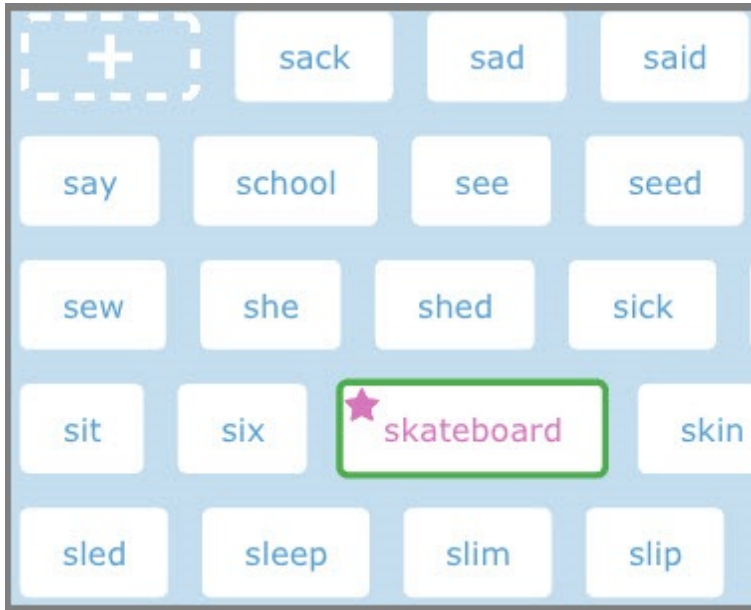 sack sad said
say school see seed
sew she shed sick
sit six skateboard skin
sled sleep slim slip